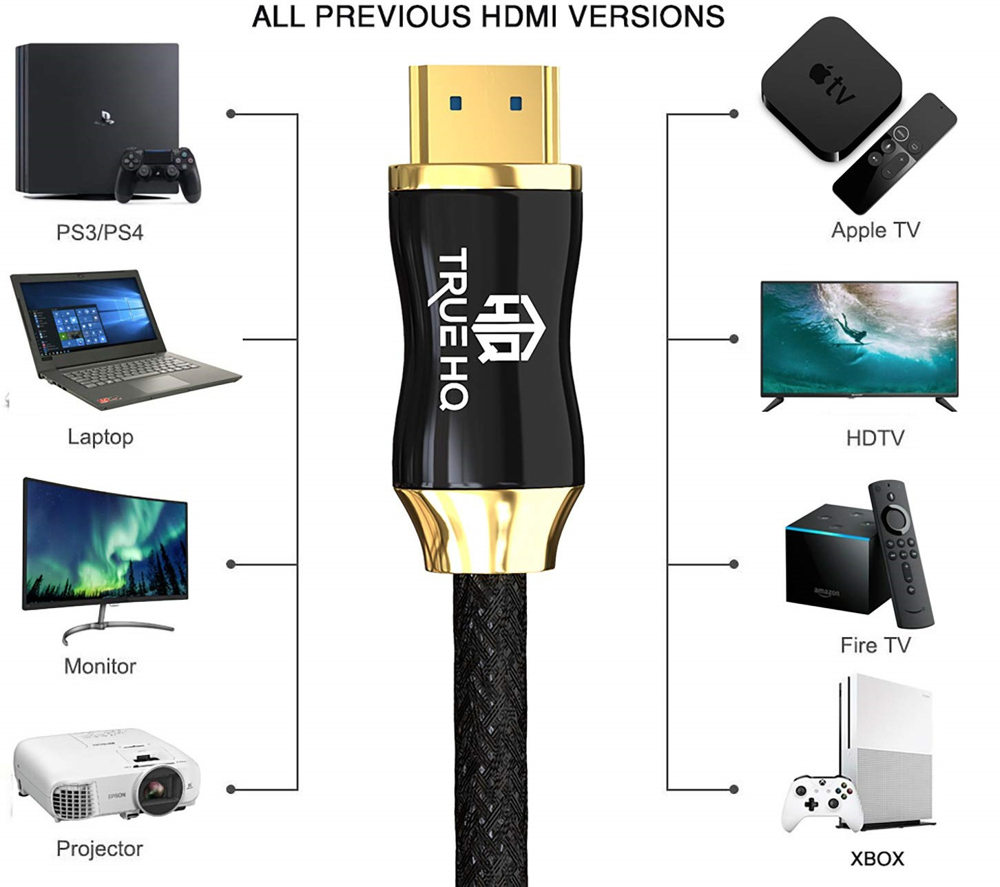 ALL PREVIOUS HDMI VERSIONS
PS3/PS4
Laptop
Monitor
EPSON
Projector
TRUE HQ
HQ
tv
Apple TV
HDTV
amazon
Fire TV
XBOX